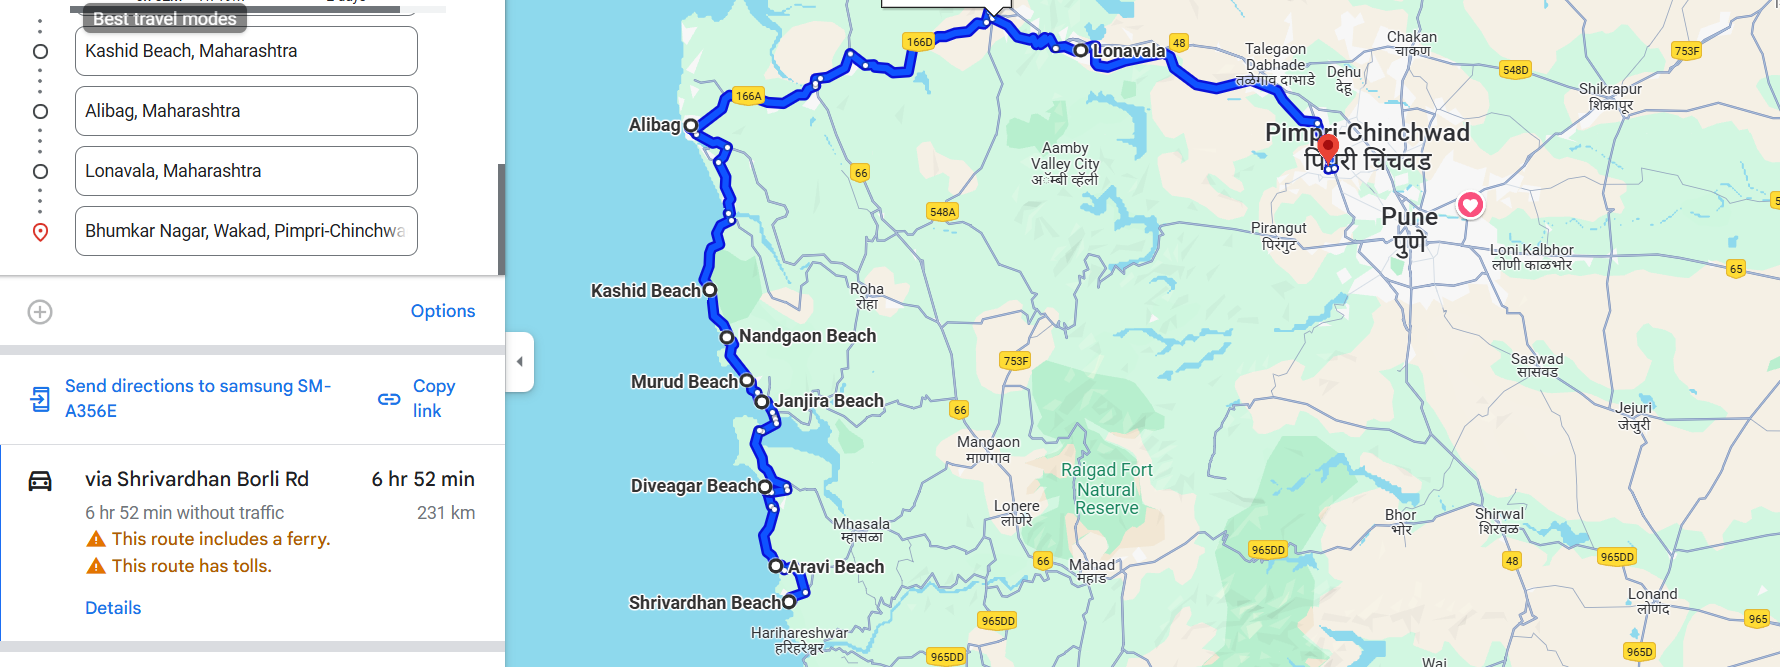 Best travel modes
Kashid Beach, Maharashtra
Alibag, Maharashtra
Lonavala, Maharashtra
Bhumkar Nagar, Wakad, Pimpri-Chinchwa
Options
Send directions to samsung SM-
A356E
Copy
link
via Shrivardhan Borli Rd
6 hr 52 min
6 hr 52 min without traffic
231 km
This route includes a ferry.
This route has tolls.
Details
166D
Lonavala
48
Talegaon
Dabhade
तळेगाव दाभाडे
Dehu
देहू
Chakan
चाकण
753F
548D
Shikrapur
शिक्रापूर
166A
Alibag
Pimpri-Chinchwad
पिंपरी चिंचवड
Aamby
Valley City
अॅम्बी व्हॅली
66
548A
Pune
पुणे
Pirangut
पिरंगुट
Loni Kalbhor
लोणी काळभोर
65
Kashid Beach
Roha
रोहा
Nandgaon Beach
753F
Saswad
सासवड
Murud Beach
Janjira Beach
66
Jejuri
जेजुरी
Mangaon
माणगाव
Raigad Fort
Natural
Reserve
Diveagar Beach
Lonere
लोणेरे
Mhasala
म्हासळा
Bhor
भोर
Shirwal
शिरवळ
Aravi Beach
66
Mahad
महाड
965DD
48
965DD
Shrivardhan Beach
Lonand
लोणंद
Harihareshwar
हरिहरेश्वर
965DD
965
965DD
965D
Wai